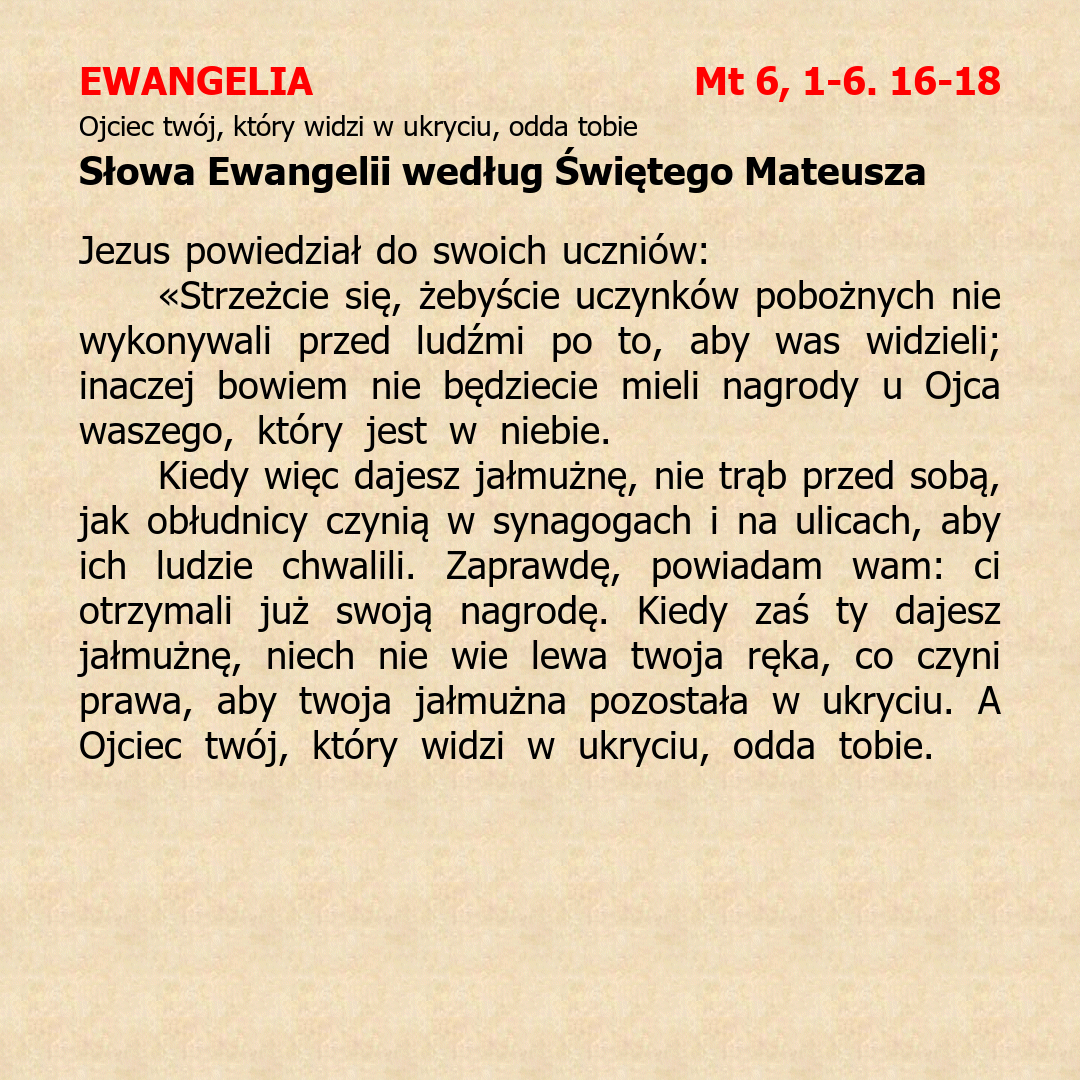 EWANGELIA Mt 6, 1-6. 16-18
Ojciec twój, który widzi w ukryciu, odda tobie
Słowa Ewangelii według Świętego Mateusza
Jezus powiedział do swoich uczniów:
«Strzeżcie się, żebyście uczynków pobożnych nie
wykonywali przed ludźmi po to, aby was widzieli;
inaczej bowiem nie będziecie mieli nagrody u Ojca
waszego, który jest w niebie.
Kiedy więc dajesz jałmużnę, nie trąb przed sobą,
jak obłudnicy czynią w synagogach i na ulicach, aby
ich ludzie chwalili. Zaprawdę, powiadam wam: ci
otrzymali już swoją nagrodę. Kiedy zaś ty dajesz
jałmużnę, niech nie wie lewa twoja ręka, co czyni
prawa, aby twoja jałmużna pozostała w ukryciu. A
Ojciec twój, który widzi w ukryciu, odda tobie.